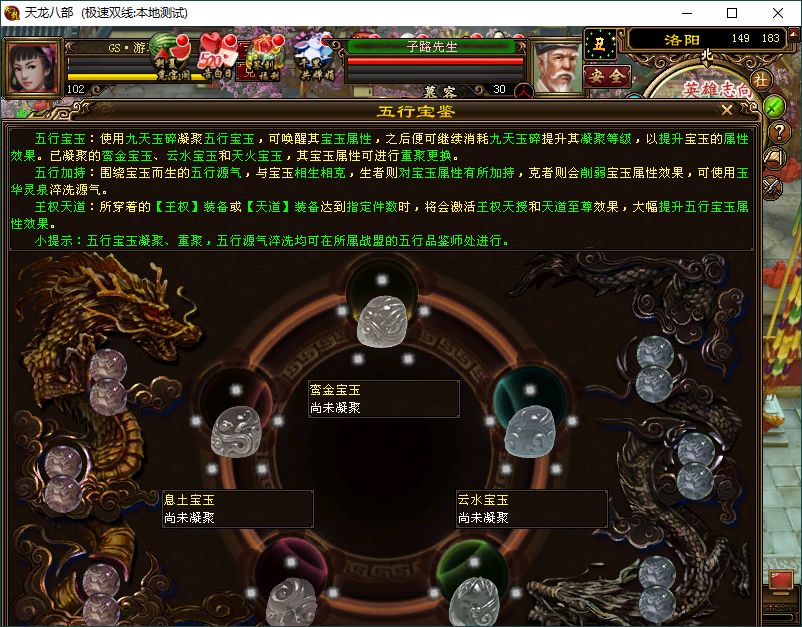 天龙八部 (极速双线:本地测试)
GS·游
子路先生
丑
洛阳
149 183
北
安全
英雄志向
社
102
慕容
30
五行宝鉴
五行宝玉：使用九天玉碎凝聚五行宝玉，可唤醒其宝玉属性，之后便可继续消耗九天玉碎提升其凝聚等级，以提升宝玉的属性
效果。已凝聚的鸾金宝玉、云水宝玉和天火宝玉，其宝玉属性可进行重聚更换。
五行加持：围绕宝玉而生的五行源气，与宝玉相生相克，生者则会对宝玉属性有所加持，克者则会削弱宝玉属性效果，可使用玉
华灵泉淬洗源气。
王权天道：所穿着的【王权】装备或【天道】装备达到指定件数时，将会激活王权天授和天道至尊效果，大幅提升五行宝玉属
性效果。
小提示：五行宝玉凝聚、重聚，五行源气淬洗均可在所属战盟的五行品鉴师处进行。
鸾金宝玉
尚未凝聚
息土宝玉
尚未凝聚
云水宝玉
尚未凝聚